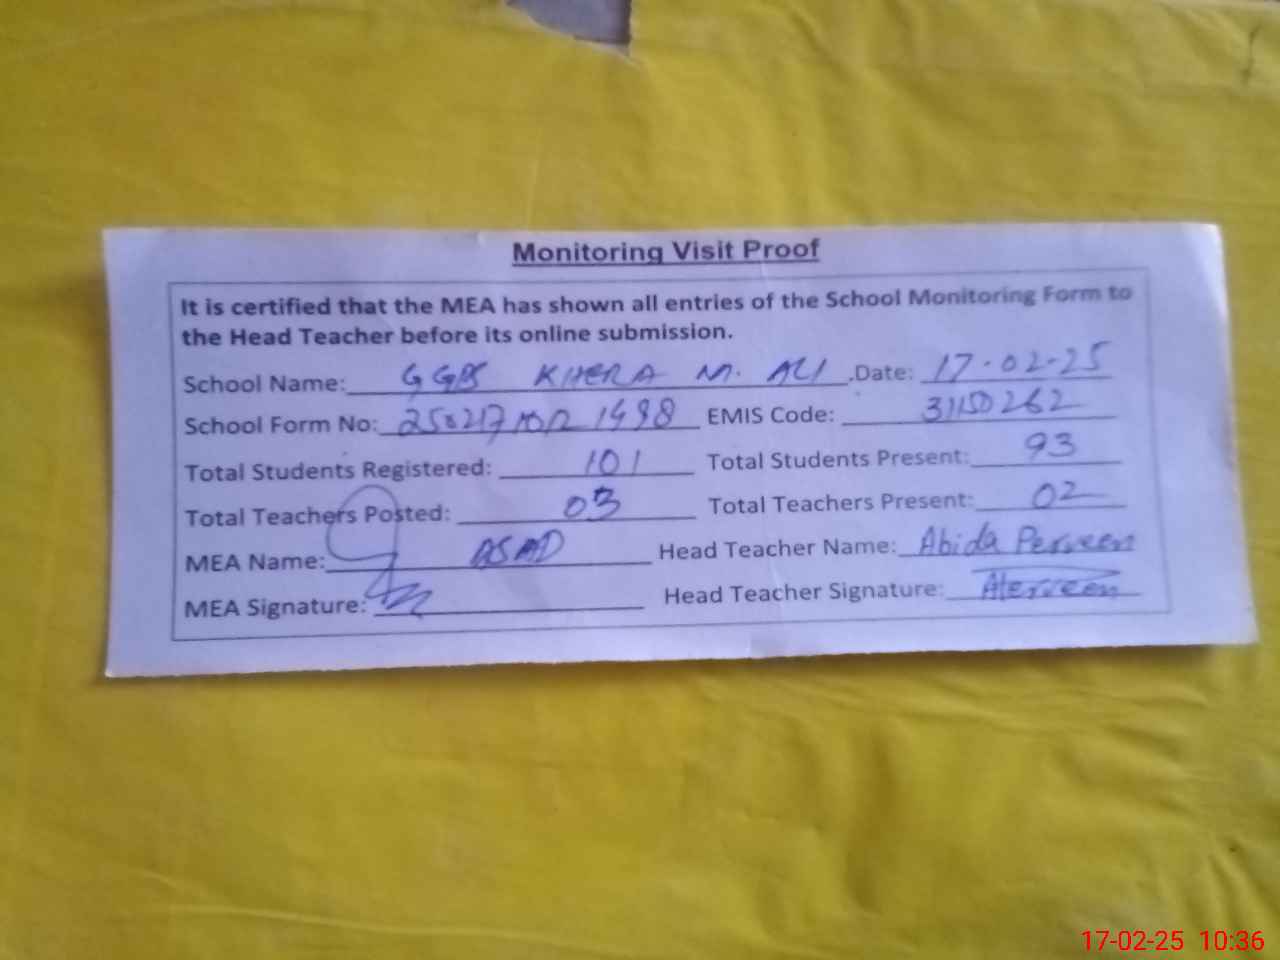 Monitoring Visit Proof
It is certified that the MEA has shown all entries of the School Monitoring Form to
the Head Teacher before its online submission.
School Name: GGPS KHERA M. ALI .Date: 17-02-25
School Form No: EMIS Code: 31150262
Total Students Registered: 101 Total Students Present: 93
Total Teachers Posted: 03 Total Teachers Present: 02
MEA Name: ASAD Head Teacher Name: Abida Perveen
MEA Signature: Head Teacher Signature: APerveen
17-02-25 10:36